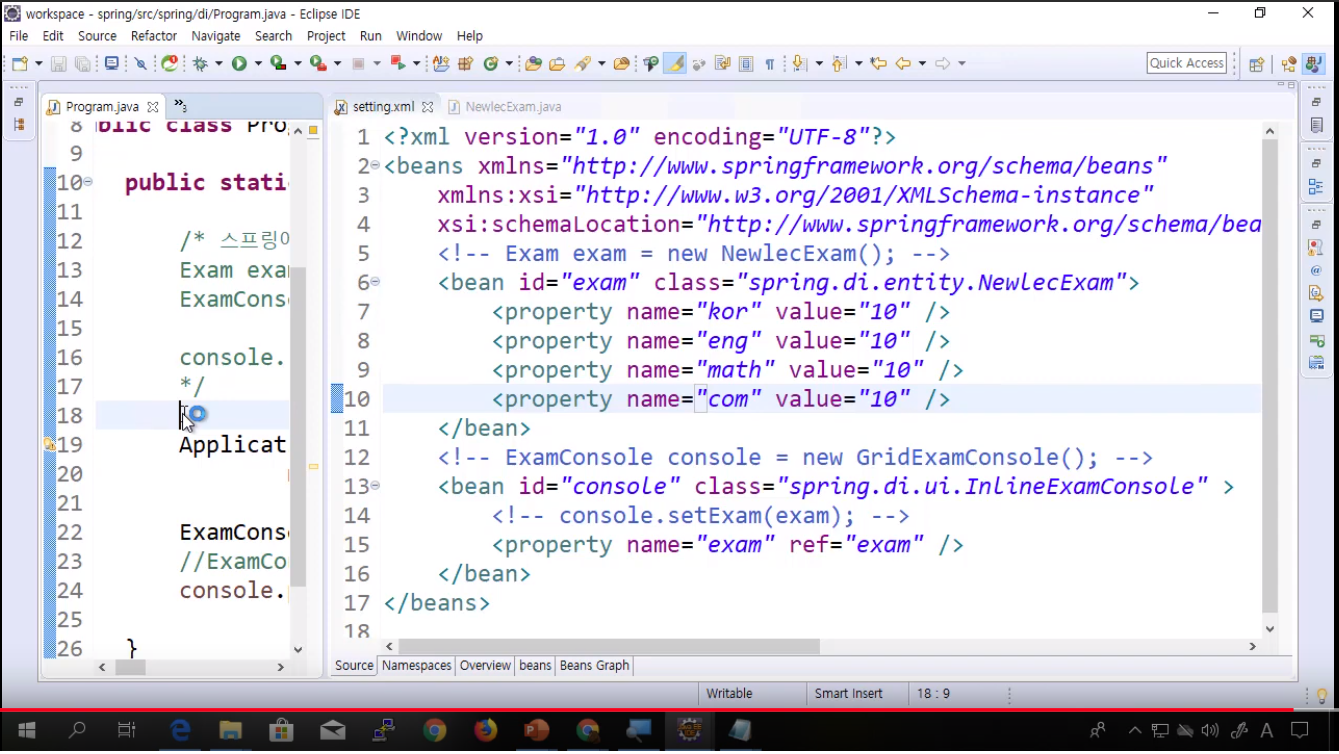 workspace - spring/src/spring/di/Program.java - Eclipse IDE
File Edit Source Refactor Navigate Search Project Run Window Help
Quick Access
Program.java
3
8 blic class Pro
9
10 public stati
11
12 /* 스프링에
13 Exam exam
14 ExamConso
15
16 console.
17 */
18
19 Applicat
20
21
22 ExamConso
23 //ExamCo
24 console.
25
26 }
setting.xml NewlecExam.java
1 <?xml version="1.0" encoding="UTF-8"?>
2 <beans xmlns="http://www.springframework.org/schema/beans"
3 xmlns:xsi="http://www.w3.org/2001/XMLSchema-instance"
4 xsi:schemaLocation="http://www.springframework.org/schema/bea
5 <!-- Exam exam = new NewlecExam(); -->
6 <bean id="exam" class="spring.di.entity.NewlecExam">
7 <property name="kor" value="10" />
8 <property name="eng" value="10" />
9 <property name="math" value="10" />
10 <property name="com" value="10" />
11 </bean>
12 <!-- ExamConsole console = new GridExamConsole(); -->
13 <bean id="console" class="spring.di.ui.InlineExamConsole" >
14 <!-- console.setExam(exam); -->
15 <property name="exam" ref="exam" />
16 </bean>
17 </beans>
18
Source Namespaces Overview beans Beans Graph
Writable Smart Insert 18 : 9
A